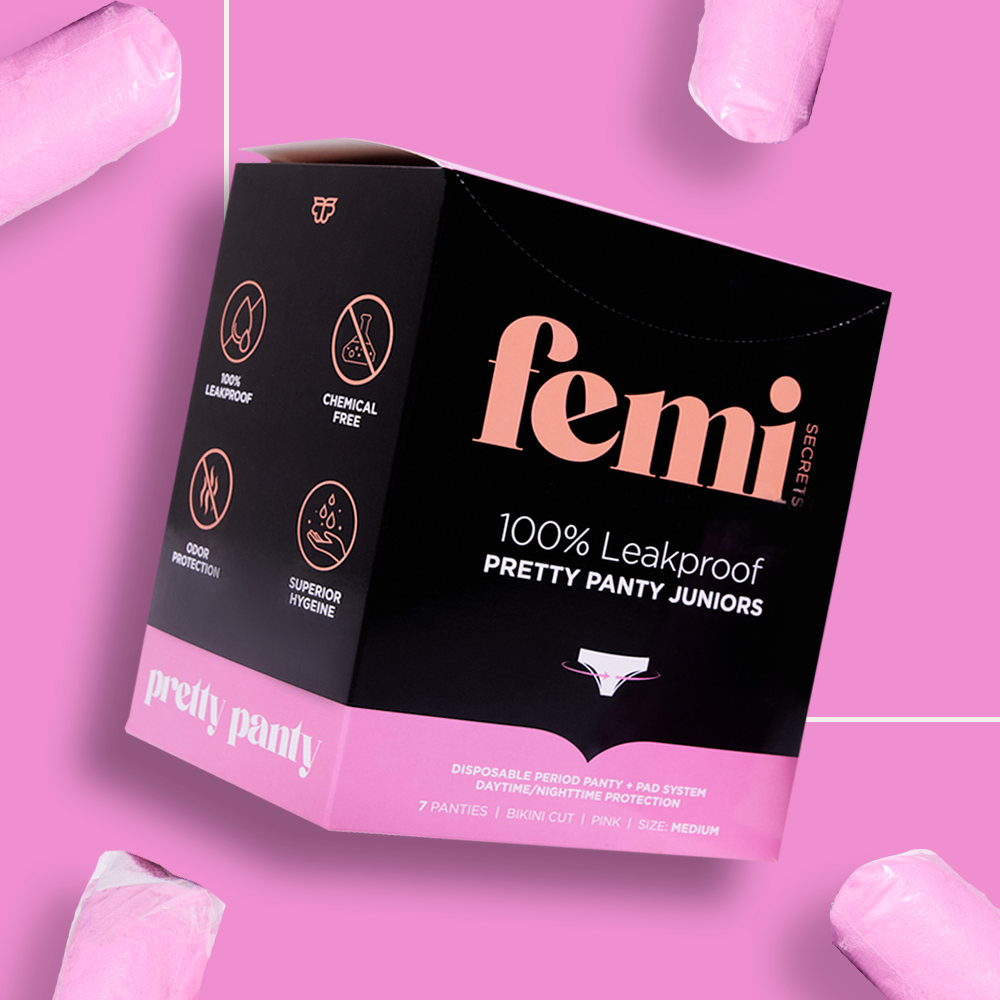 100%
LEAKPROOF
CHEMICAL
FREE
ODOR
PROTECTION
SUPERIOR
HYGEINE
pretty panty
femi
SECRETS
100% Leakproof
PRETTY PANTY JUNIORS
DISPOSABLE PERIOD PANTY + PAD SYSTEM
DAYTIME/NIGHTTIME PROTECTION
7 PANTIES | BIKINI CUT | PINK | SIZE: MEDIUM